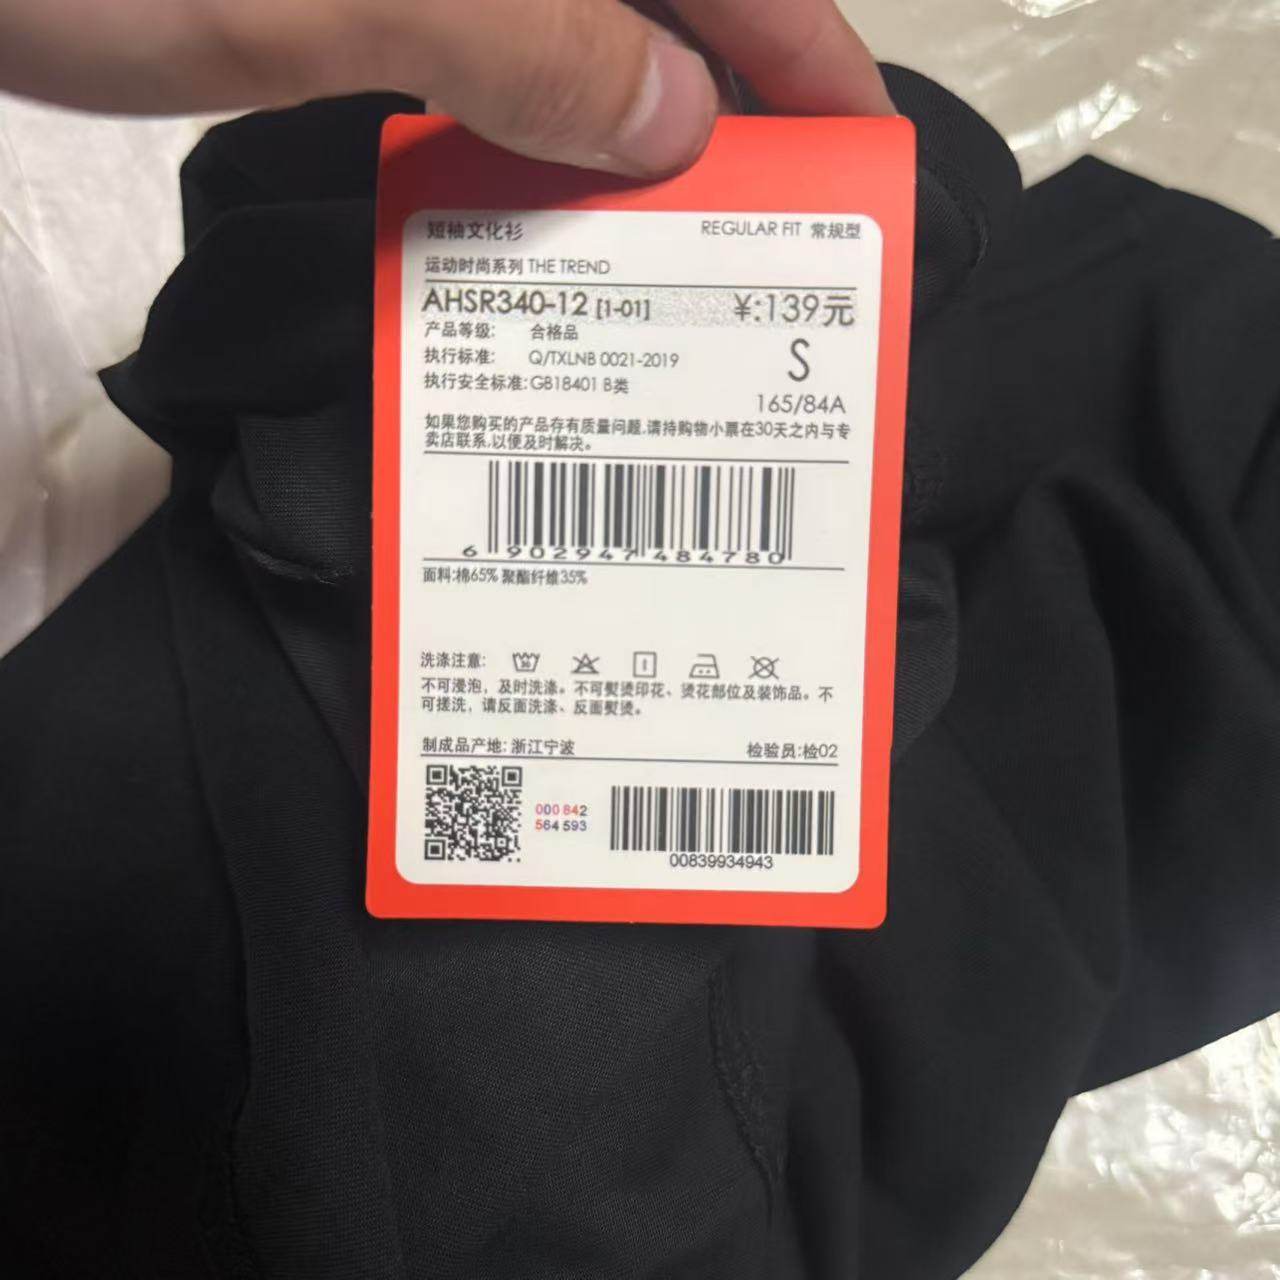 短袖文化衫 REGULAR FIT 常规型
运动时尚系列 THE TREND
AHSR340-12 [1-01] ¥:139元
产品等级: 合格品
执行标准: Q/TXLNB 0021-2019
S
执行安全标准:GB18401 B类
165/84A
如果您购买的产品存有质量问题,请持购物小票在30天之内与专
卖店联系,以便及时解决。
6 902947 484780
面料:棉65% 聚酯纤维35%
洗涤注意:
不可浸泡，及时洗涤。不可熨烫印花、烫花部位及装饰品。不
可搓洗，请反面洗涤、反面熨烫。
制成品产地: 浙江宁波 检验员:检02
000 842
564 593
00839934943